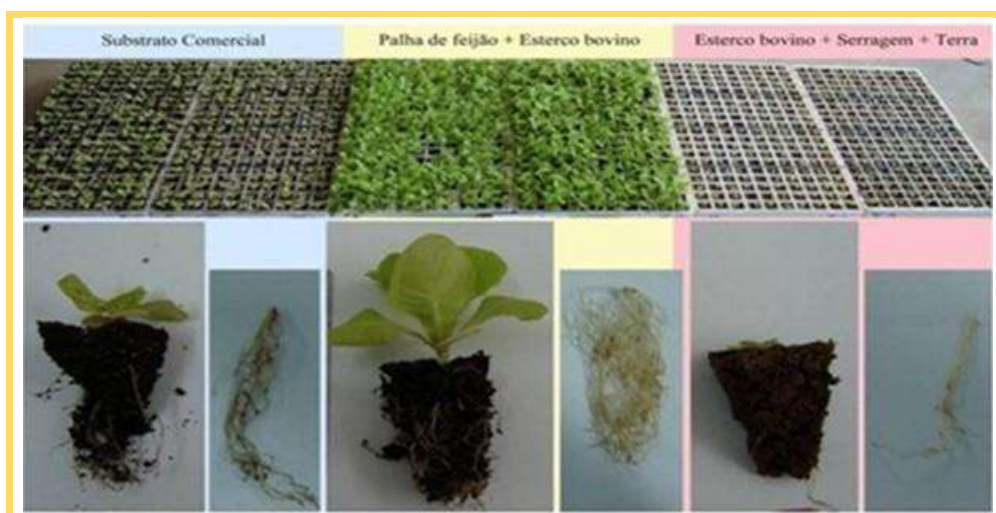 Substrato Comercial
Palha de feijão + Esterco bovino
Esterco bovino + Serragem + Terra